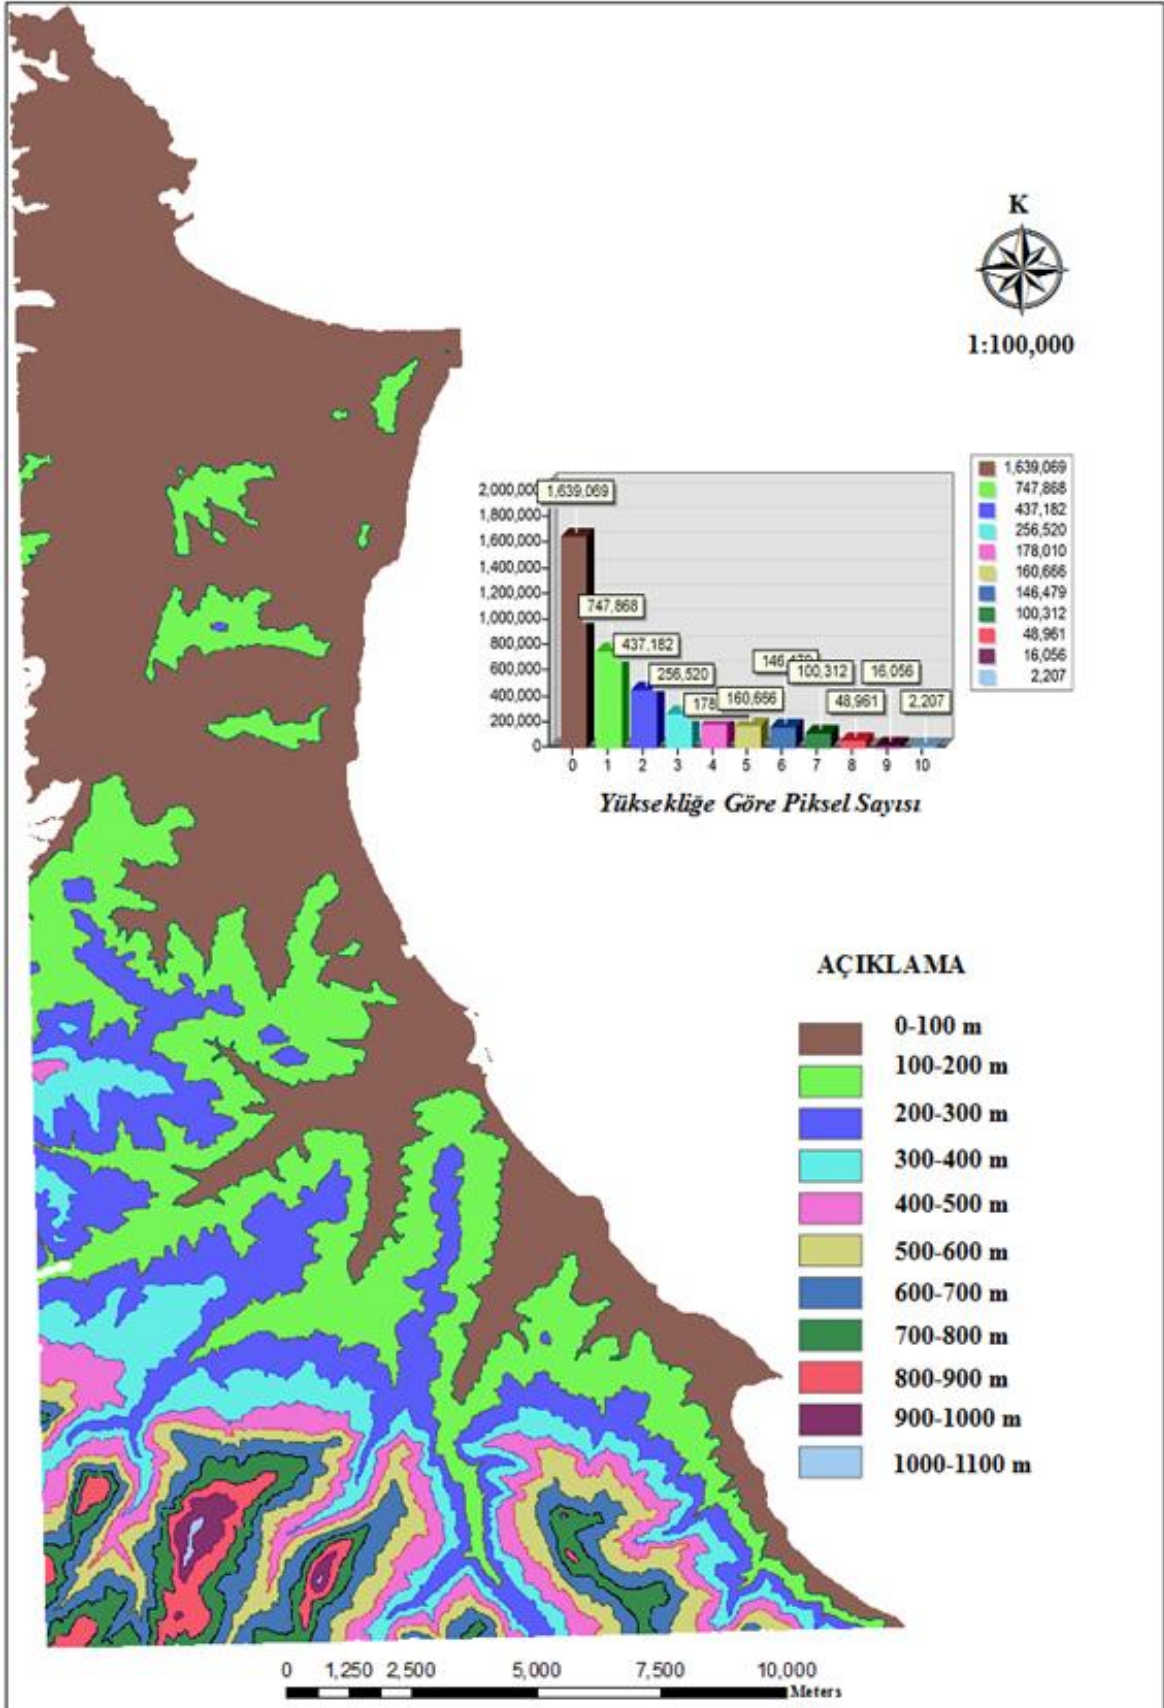 K
1:100,000
2,000,000
1,800,000
1,600,000
1,400,000
1,200,000
1,000,000
800,000
600,000
400,000
200,000
0
1,639,069
747,868
437,182
256,520
160,666
100,312
48,961
16,056
2,207
0 1 2 3 4 5 6 7 8 9 10
Yüksekliğe Göre Piksel Sayısı
1,639,069
747,868
437,182
256,520
178,010
160,666
146,479
100,312
48,961
16,056
2,207
AÇIKLAMA
0-100 m
100-200 m
200-300 m
300-400 m
400-500 m
500-600 m
600-700 m
700-800 m
800-900 m
900-1000 m
1000-1100 m
0 1,250 2,500 5,000 7,500 10,000
Meters